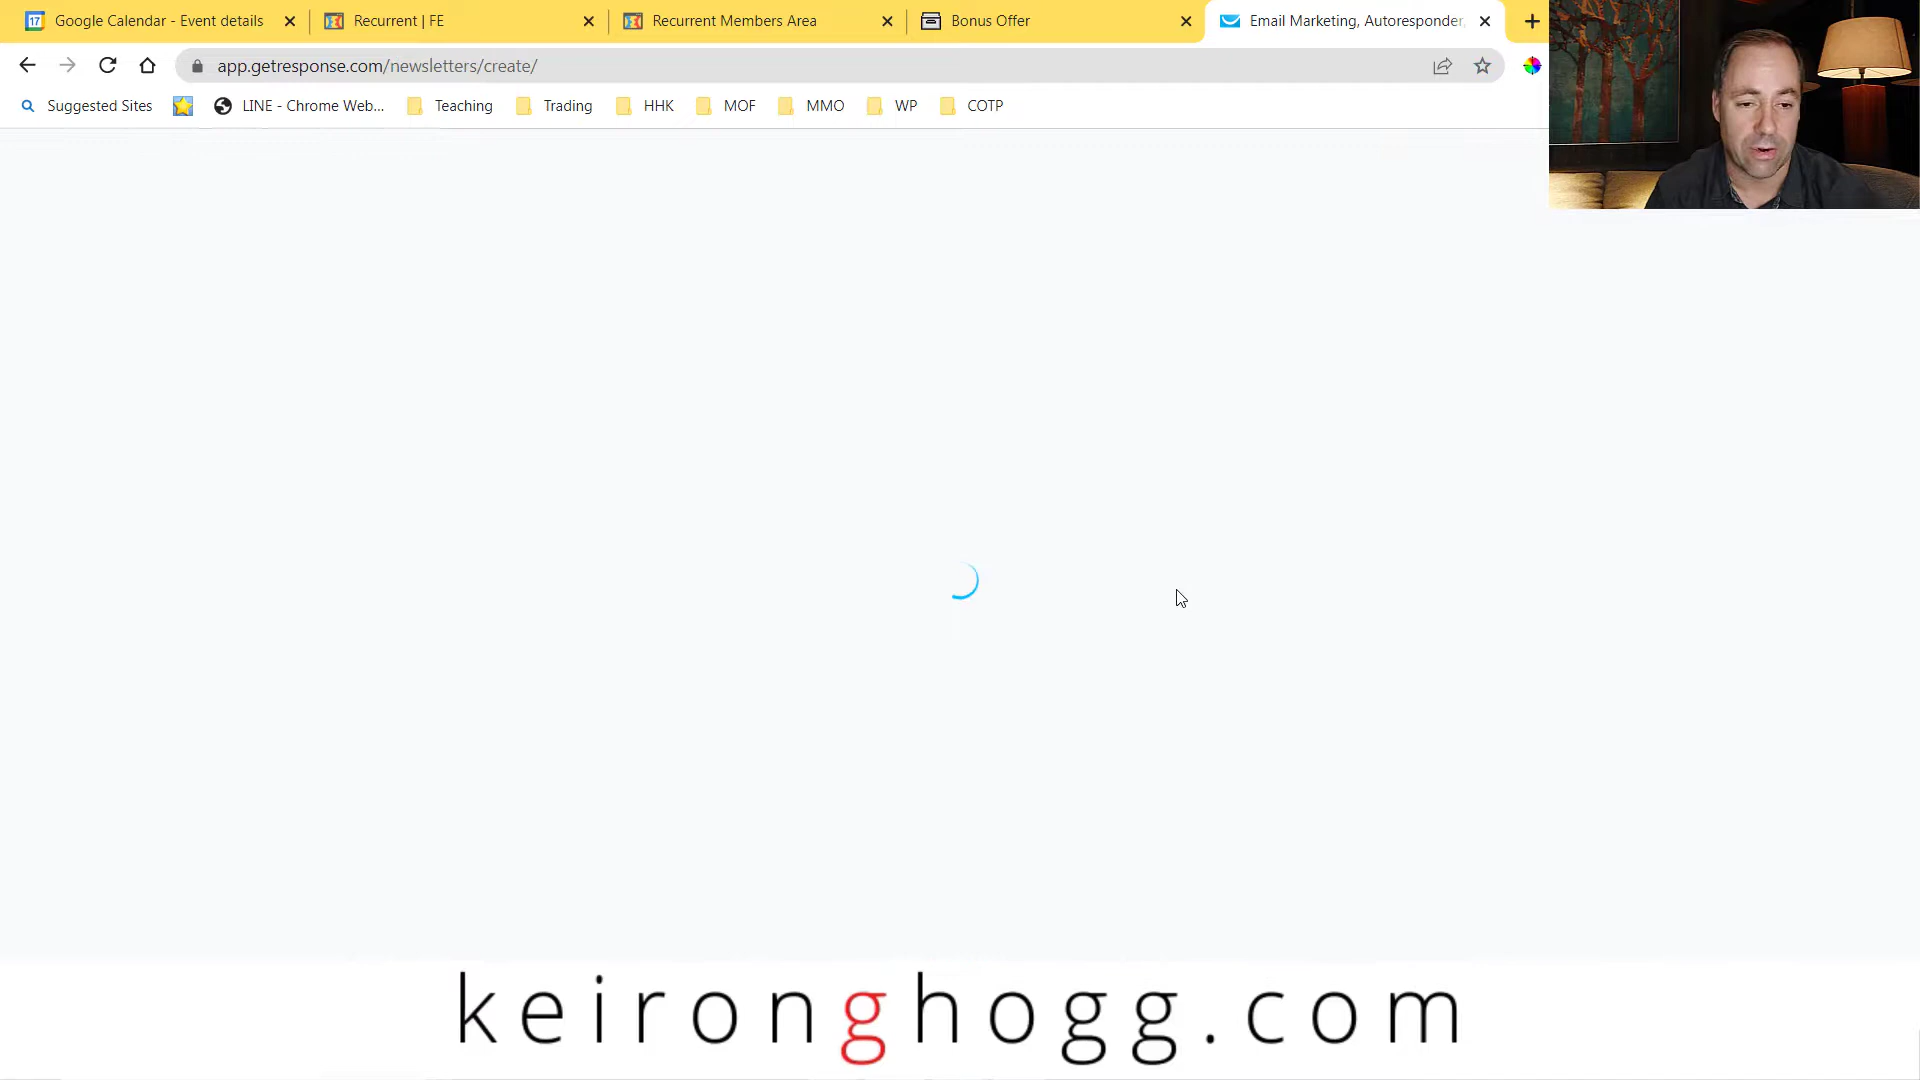 17 Google Calendar - Event details
Recurrent | FE
Recurrent Members Area
Bonus Offer
Email Marketing, Autoresponder,
app.getresponse.com/newsletters/create/
Suggested Sites
LINE - Chrome Web...
Teaching
Trading
HHK
MOF
MMO
WP
COTP
keironghogg.com